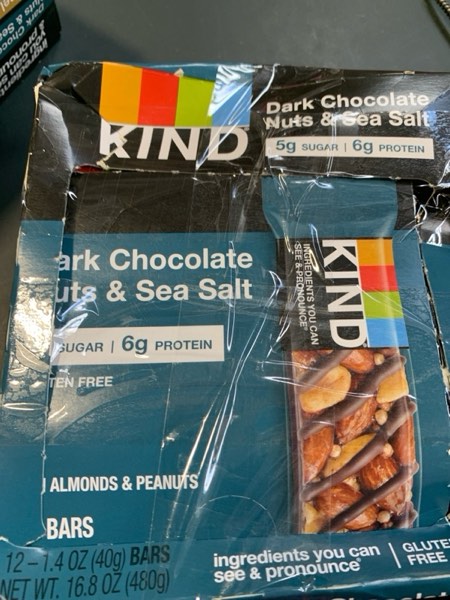 KIND
Dark Chocolate
Nuts & Sea Salt
5g SUGAR | 6g PROTEIN
ark Chocolate
uts & Sea Salt
SUGAR | 6g PROTEIN
TEN FREE
KIND
INGREDIENTS YOU CAN
SEE & PRONOUNCE
ALMONDS & PEANUTS
BARS
12 – 1.4 OZ (40g) BARS
NET WT. 16.8 OZ (480g)
ingredients you can
see & pronounce
GLUTE
FREE